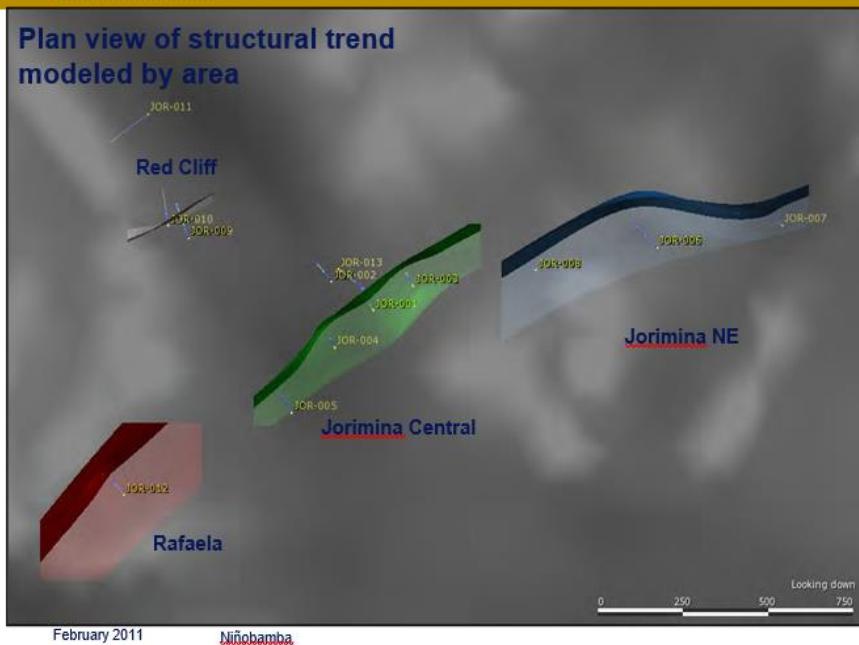 Plan view of structural trend
modeled by area
JOR-011
Red Cliff
JOR-010
JOR-009
JOR-013
JOR-002
JOR-003
JOR-001
JOR-004
JOR-005
Jorimina Central
JOR-007
JOR-006
JOR-008
Jorimina NE
JOR-012
Rafaela
Looking down
0 250 500 750
February 2011 Niñobamba